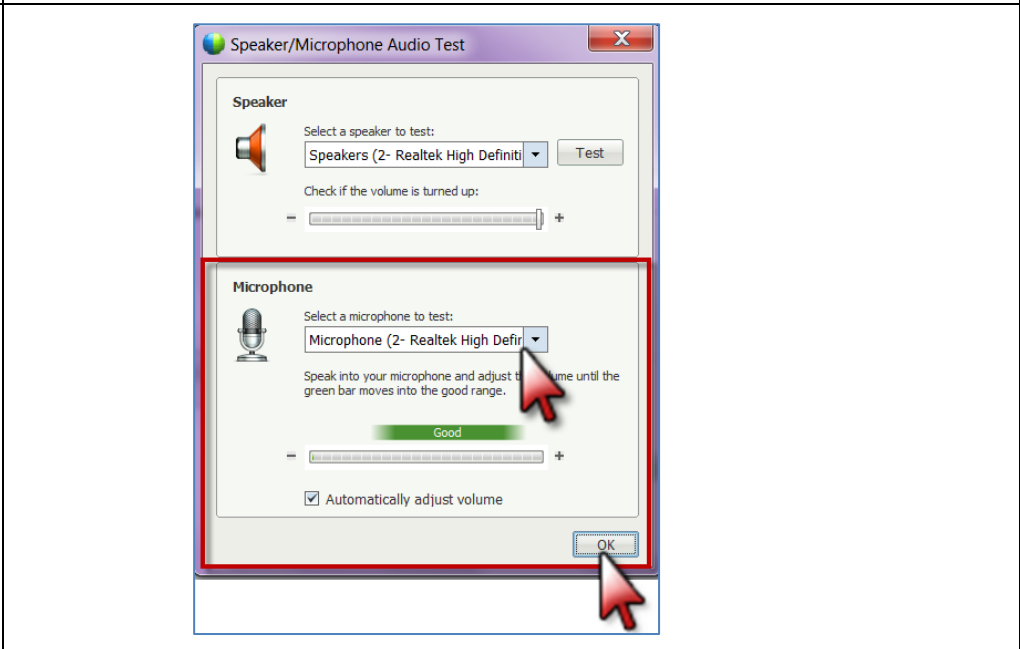 Speaker/Microphone Audio Test
Speaker
Select a speaker to test:
Speakers (2- Realtek High Definiti
Test
Check if the volume is turned up:
- +
Microphone
Select a microphone to test:
Microphone (2- Realtek High Defin
Speak into your microphone and adjust until the
green bar moves into the good range.
Good
- +
Automatically adjust volume
OK